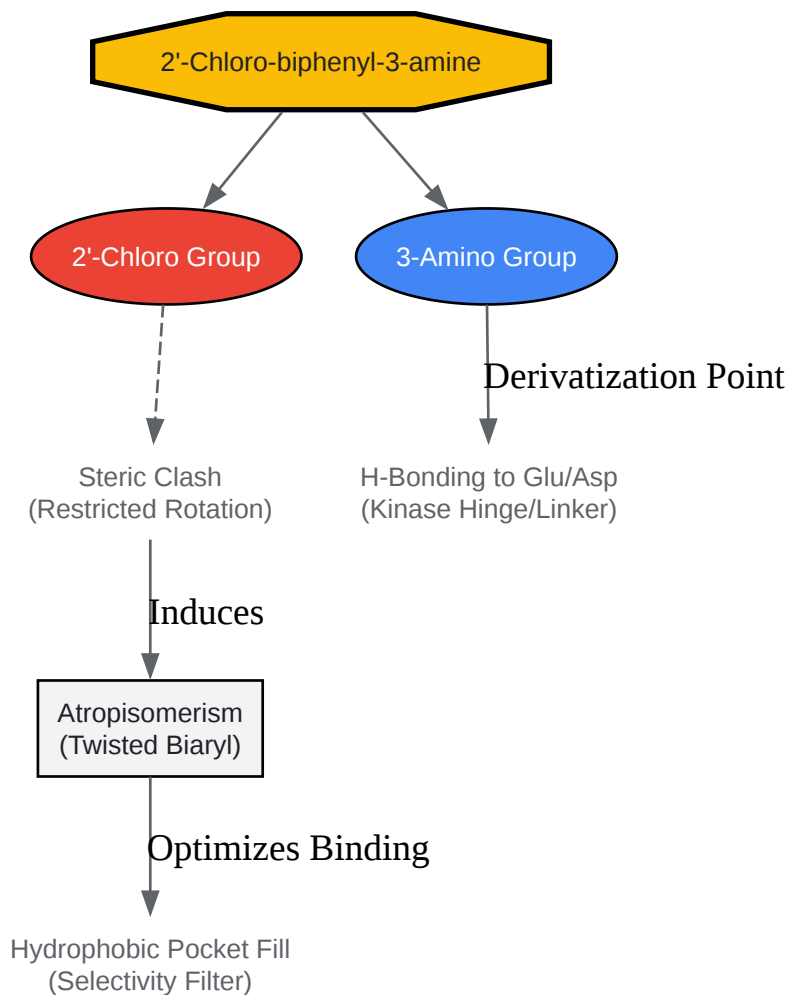 2'-Chloro-biphenyl-3-amine
2'-Chloro Group
3-Amino Group
Derivatization Point
Steric Clash
(Restricted Rotation)
H-Bonding to Glu/Asp
(Kinase Hinge/Linker)
Induces
Atropisomerism
(Twisted Biaryl)
Optimizes Binding
Hydrophobic Pocket Fill
(Selectivity Filter)